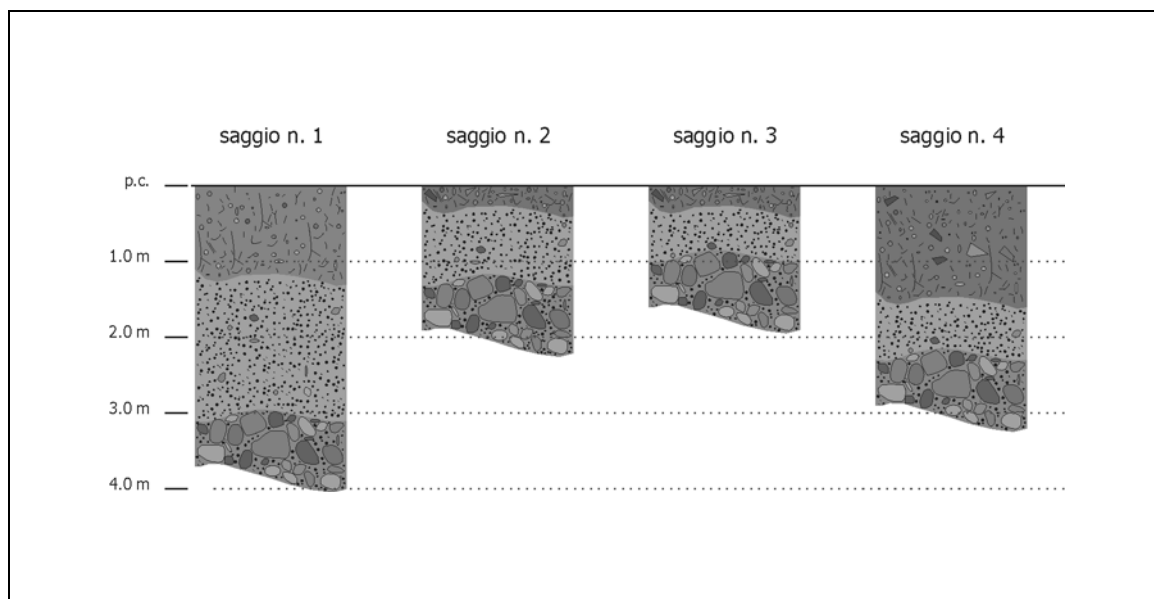 saggio n. 1 saggio n. 2 saggio n. 3 saggio n. 4
p.c.
1.0 m
2.0 m
3.0 m
4.0 m